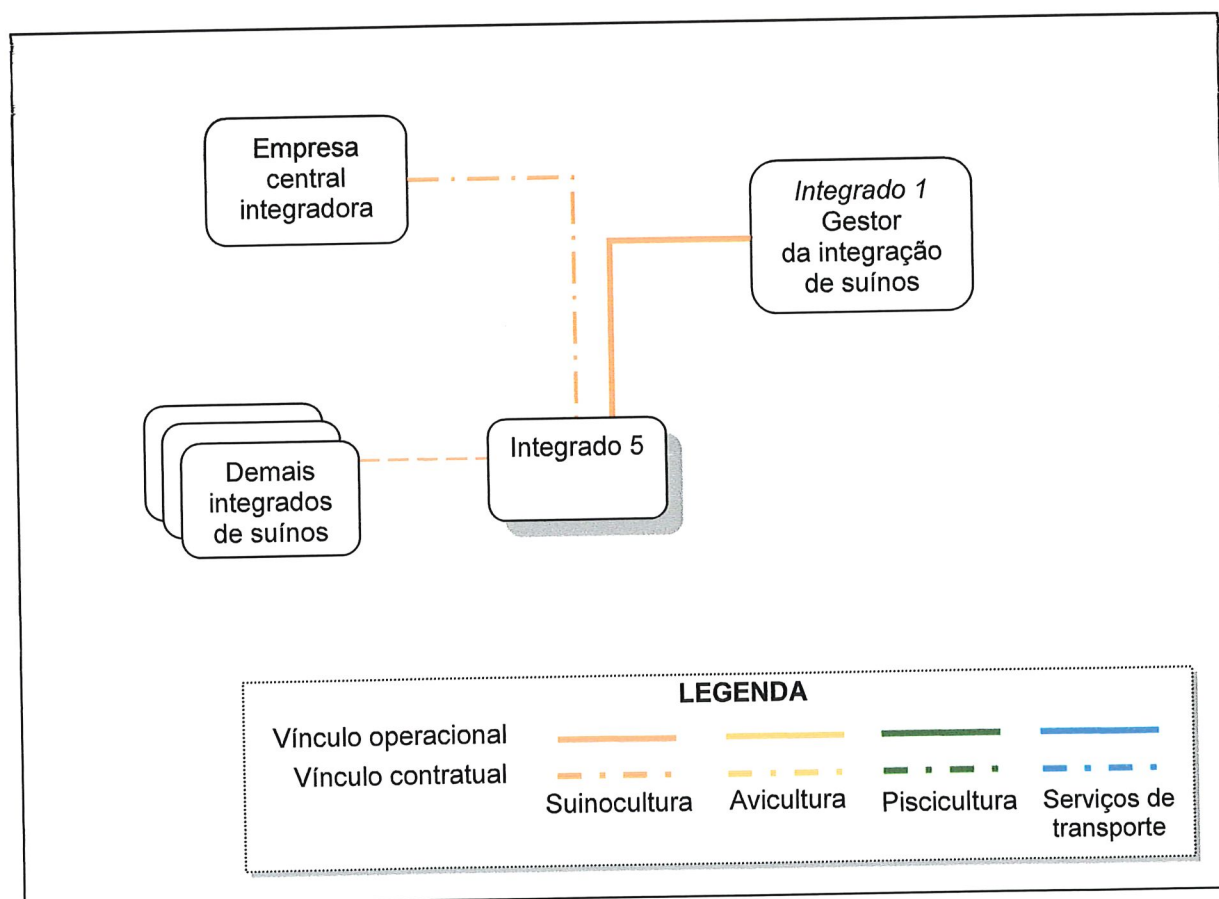 Empresa
central
integradora
Integrado 1
Gestor
da integração
de suínos
Integrado 5
Demais
integrados
de suínos
LEGENDA
Vínculo operacional
Vínculo contratual
Suinocultura
Avicultura
Piscicultura
Serviços de
transporte